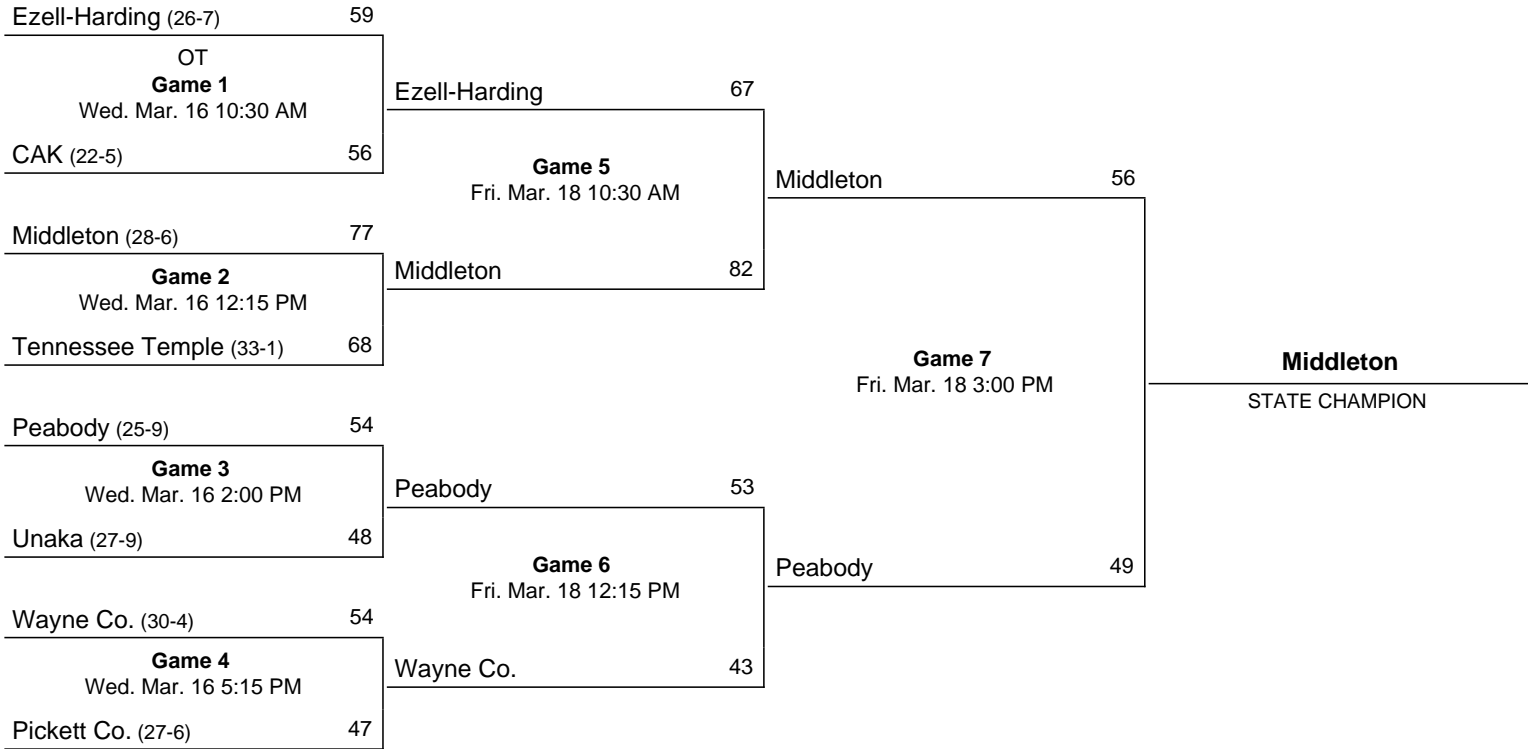 Ezell-Harding (26-7) 59
OT
Game 1
Wed. Mar. 16 10:30 AM
CAK (22-5) 56
Middleton (28-6) 77
Game 2
Wed. Mar. 16 12:15 PM
Tennessee Temple (33-1) 68
Peabody (25-9) 54
Game 3
Wed. Mar. 16 2:00 PM
Unaka (27-9) 48
Wayne Co. (30-4) 54
Game 4
Wed. Mar. 16 5:15 PM
Pickett Co. (27-6) 47
Ezell-Harding 67
Game 5
Fri. Mar. 18 10:30 AM
Middleton 82
Peabody 53
Game 6
Fri. Mar. 18 12:15 PM
Wayne Co. 43
Middleton 56
Game 7
Fri. Mar. 18 3:00 PM
Peabody 49
Middleton
STATE CHAMPION